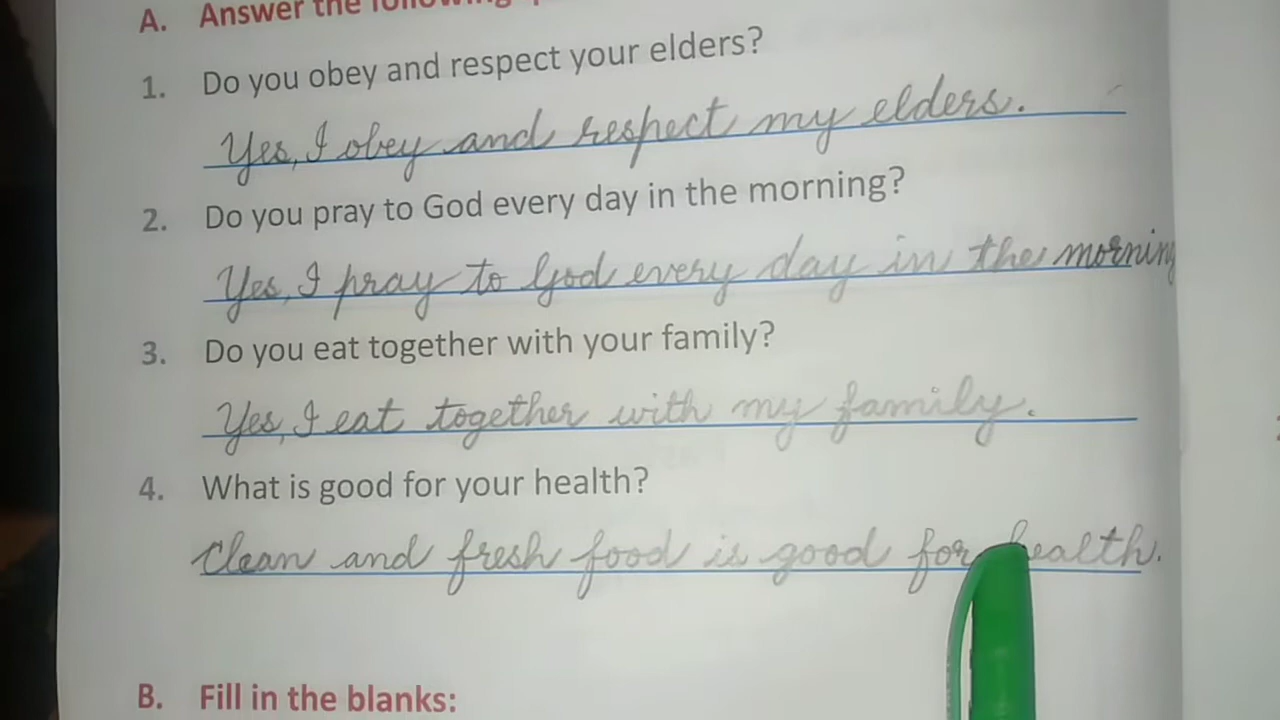 A. Answer the following
1. Do you obey and respect your elders?
Yes, I obey and respect my elders.
2. Do you pray to God every day in the morning?
Yes, I pray to God every day in the morning
3. Do you eat together with your family?
Yes, I eat together with my family.
4. What is good for your health?
Clean and fresh food is good for health.
B. Fill in the blanks: